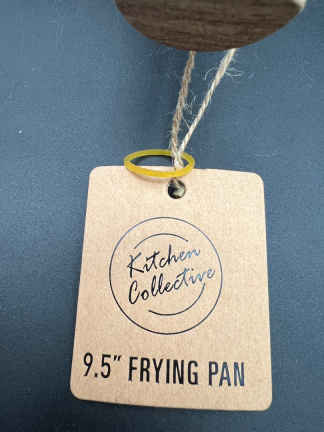 Kitchen
Collective
9.5" FRYING PAN